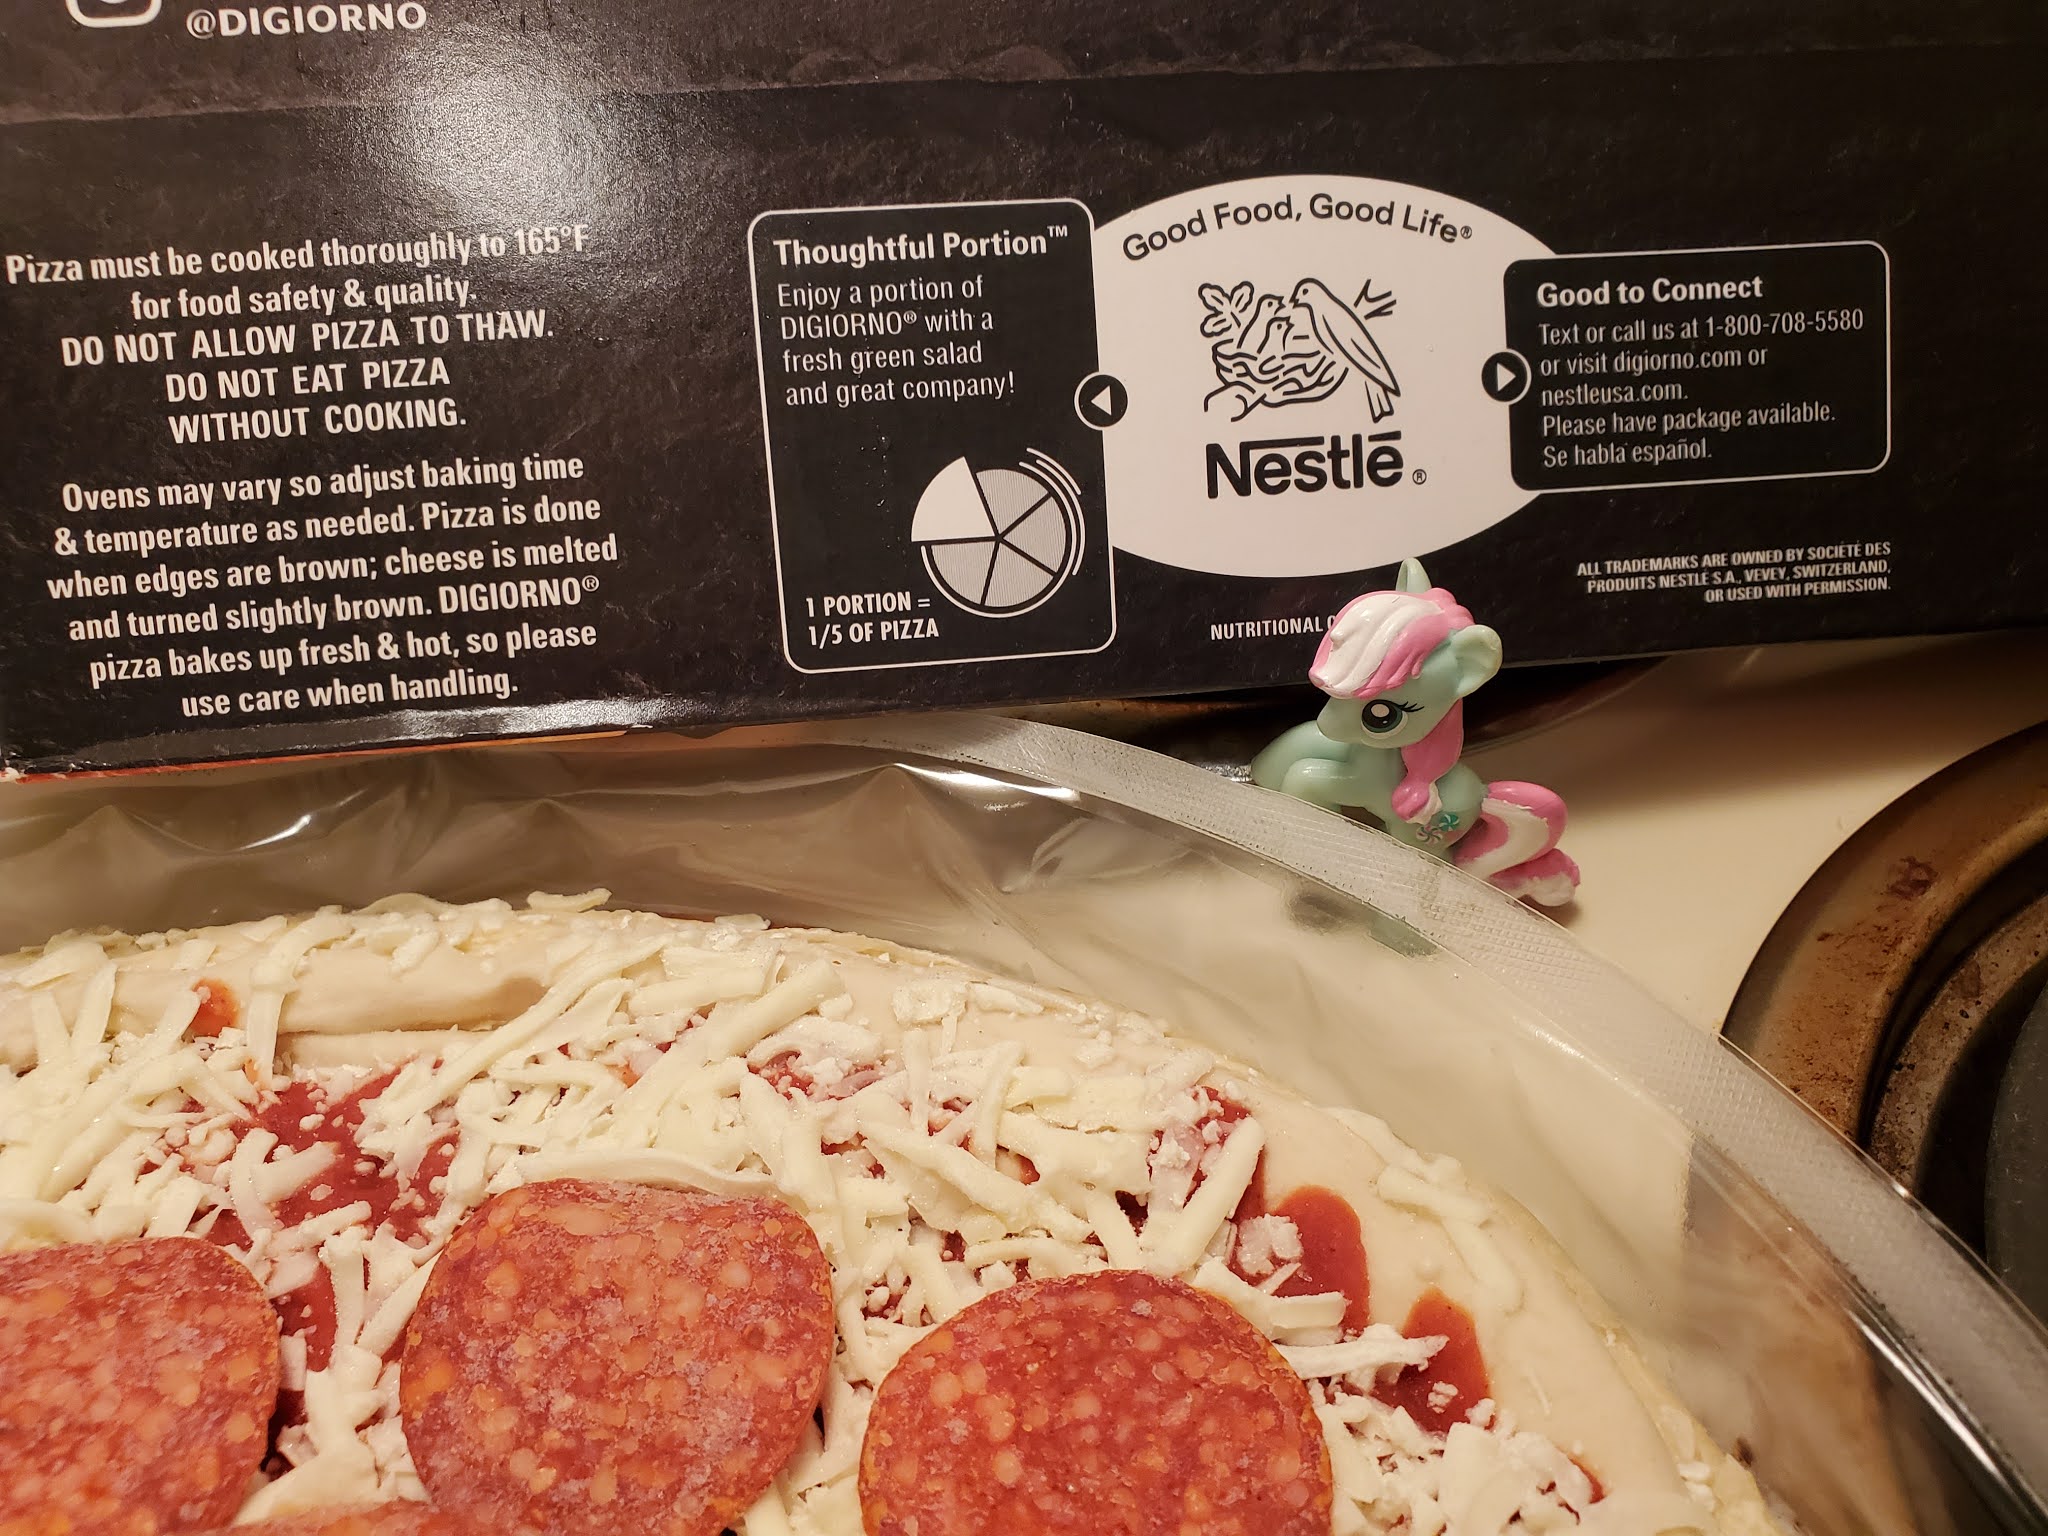 @DIGIORNO
Pizza must be cooked thoroughly to 165°F
for food safety & quality.
DO NOT ALLOW PIZZA TO THAW.
DO NOT EAT PIZZA
WITHOUT COOKING.
Ovens may vary so adjust baking time
& temperature as needed. Pizza is done
when edges are brown; cheese is melted
and turned slightly brown. DIGIORNO®
pizza bakes up fresh & hot, so please
use care when handling.
Thoughtful Portion™
Enjoy a portion of
DIGIORNO® with a
fresh green salad
and great company!
1 PORTION =
1/5 OF PIZZA
Good Food, Good Life®
Nestlé®
Good to Connect
Text or call us at 1-800-708-5580
or visit digiorno.com or
nestleusa.com.
Please have package available.
Se habla español.
ALL TRADEMARKS ARE OWNED BY SOCIÉTÉ DES
PRODUITS NESTLÉ S.A., VEVEY, SWITZERLAND,
OR USED WITH PERMISSION.
NUTRITIONAL